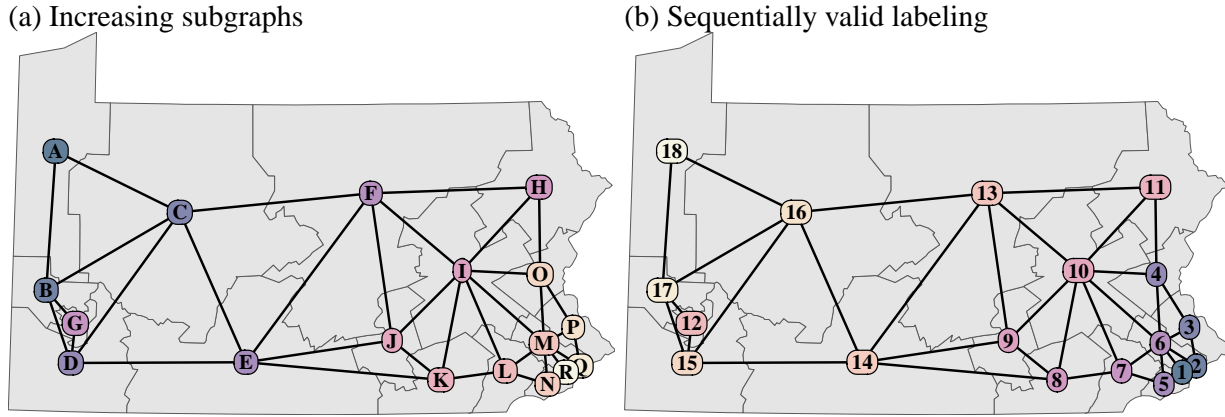 (a) Increasing subgraphs
(b) Sequentially valid labeling
A
C
F
H
B
I
O
G
P
D
E
J
M
K
L
N
R
Q
18
16
13
11
17
10
4
12
3
15
14
9
6
8
7
5
1
2